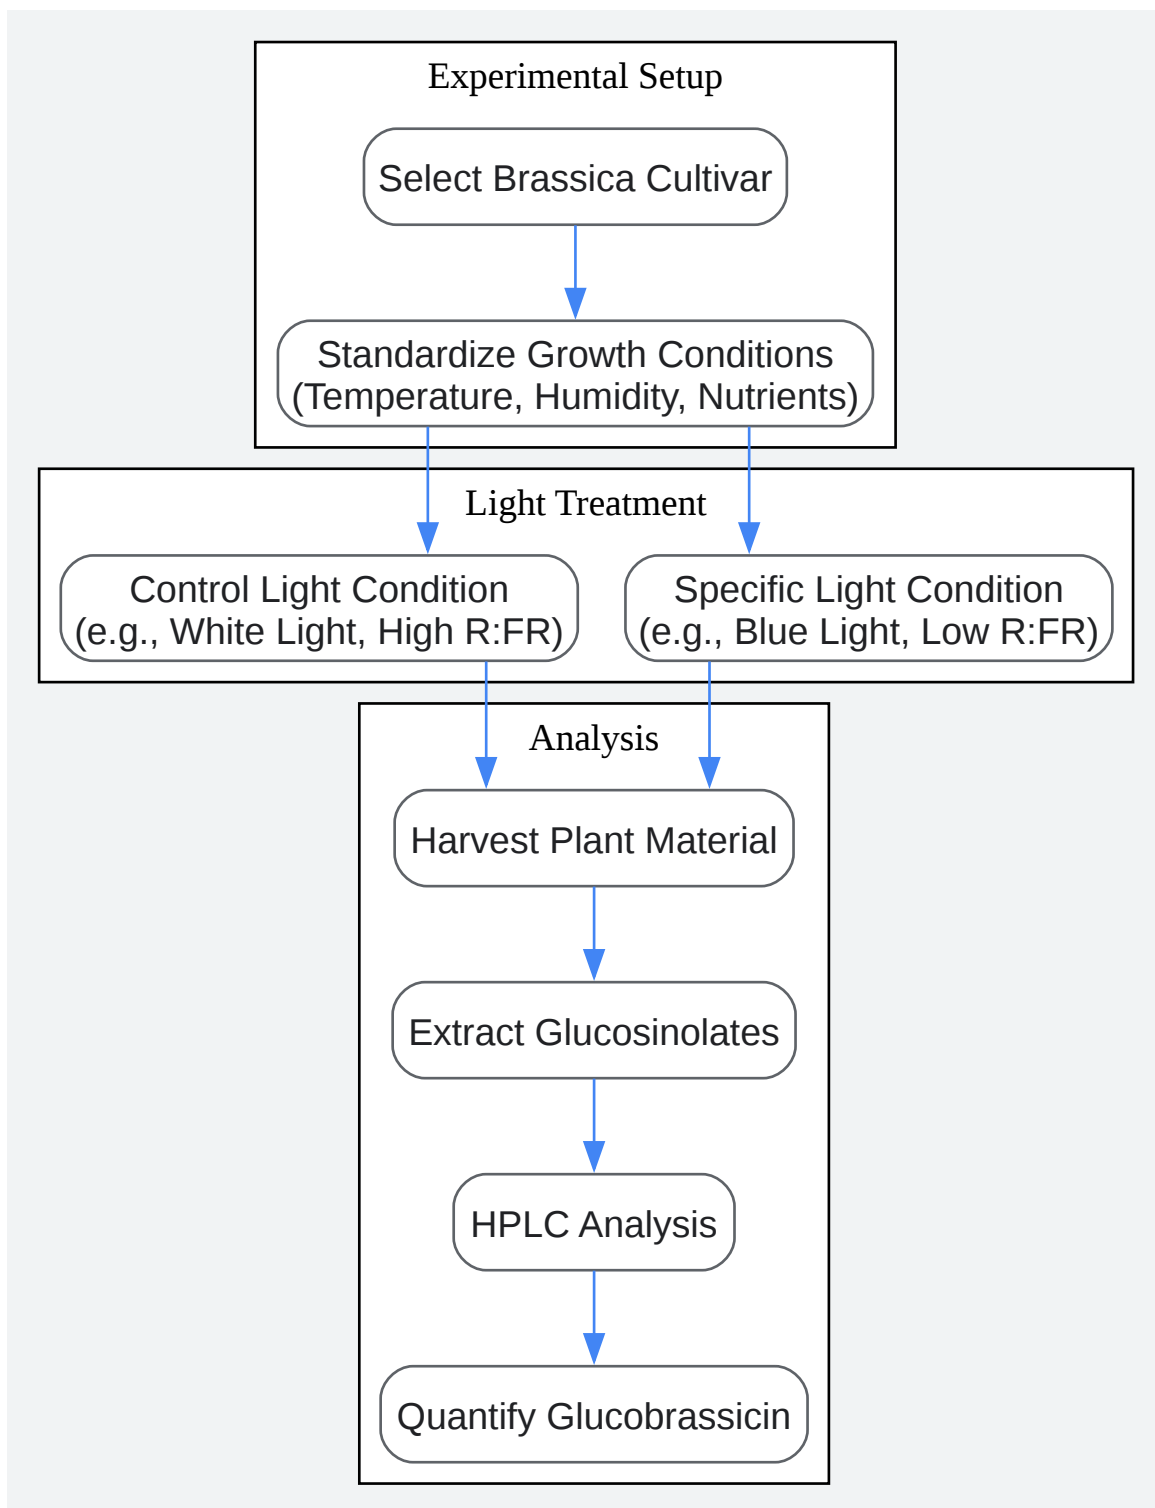 Experimental Setup
Select Brassica Cultivar
Standardize Growth Conditions
(Temperature, Humidity, Nutrients)
Light Treatment
Control Light Condition
(e.g., White Light, High R:FR)
Specific Light Condition
(e.g., Blue Light, Low R:FR)
Analysis
Harvest Plant Material
Extract Glucosinolates
HPLC Analysis
Quantify Glucobrassicin